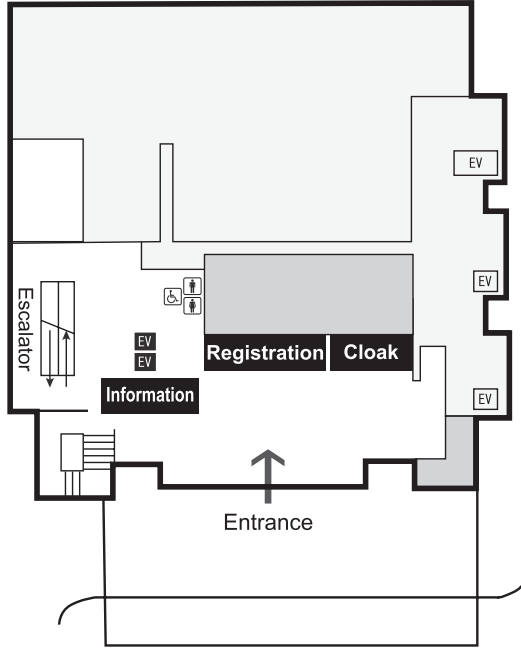 EV
EV
Escalator
EV
EV
Registration
Cloak
Information
EV
Entrance